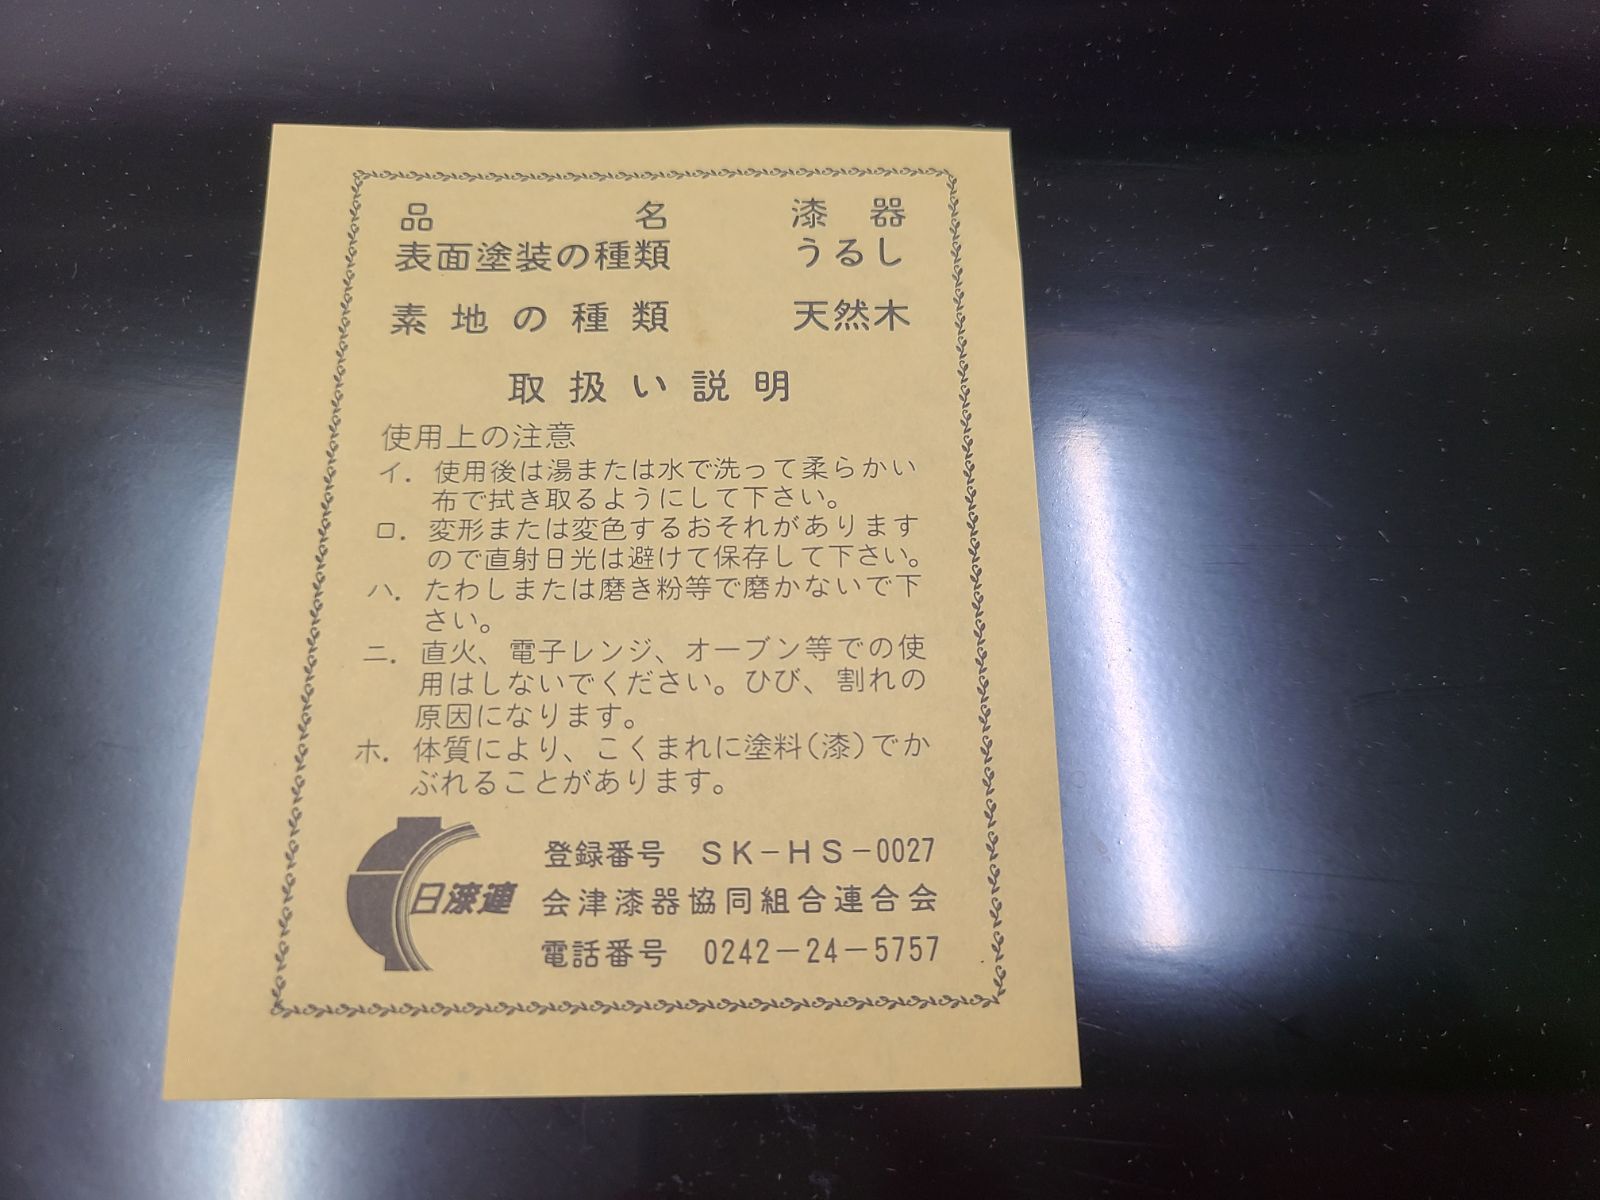 品名 漆器
表面塗装の種類 うるし
素地の種類 天然木
取扱い説明
使用上の注意
イ．使用後は湯または水で洗って柔らかい
布で拭き取るようにして下さい。
ロ．変形または変色するおそれがあります
ので直射日光は避けて保存して下さい。
ハ．たわしまたは磨き粉等で磨かないで下
さい。
ニ．直火、電子レンジ、オーブン等での使
用はしないでください。ひび、割れの
原因になります。
ホ．体質により、こくまれに塗料(漆)でか
ぶれることがあります。
日漆連
登録番号 SK-HS-0027
会津漆器協同組合連合会
電話番号 0242-24-5757